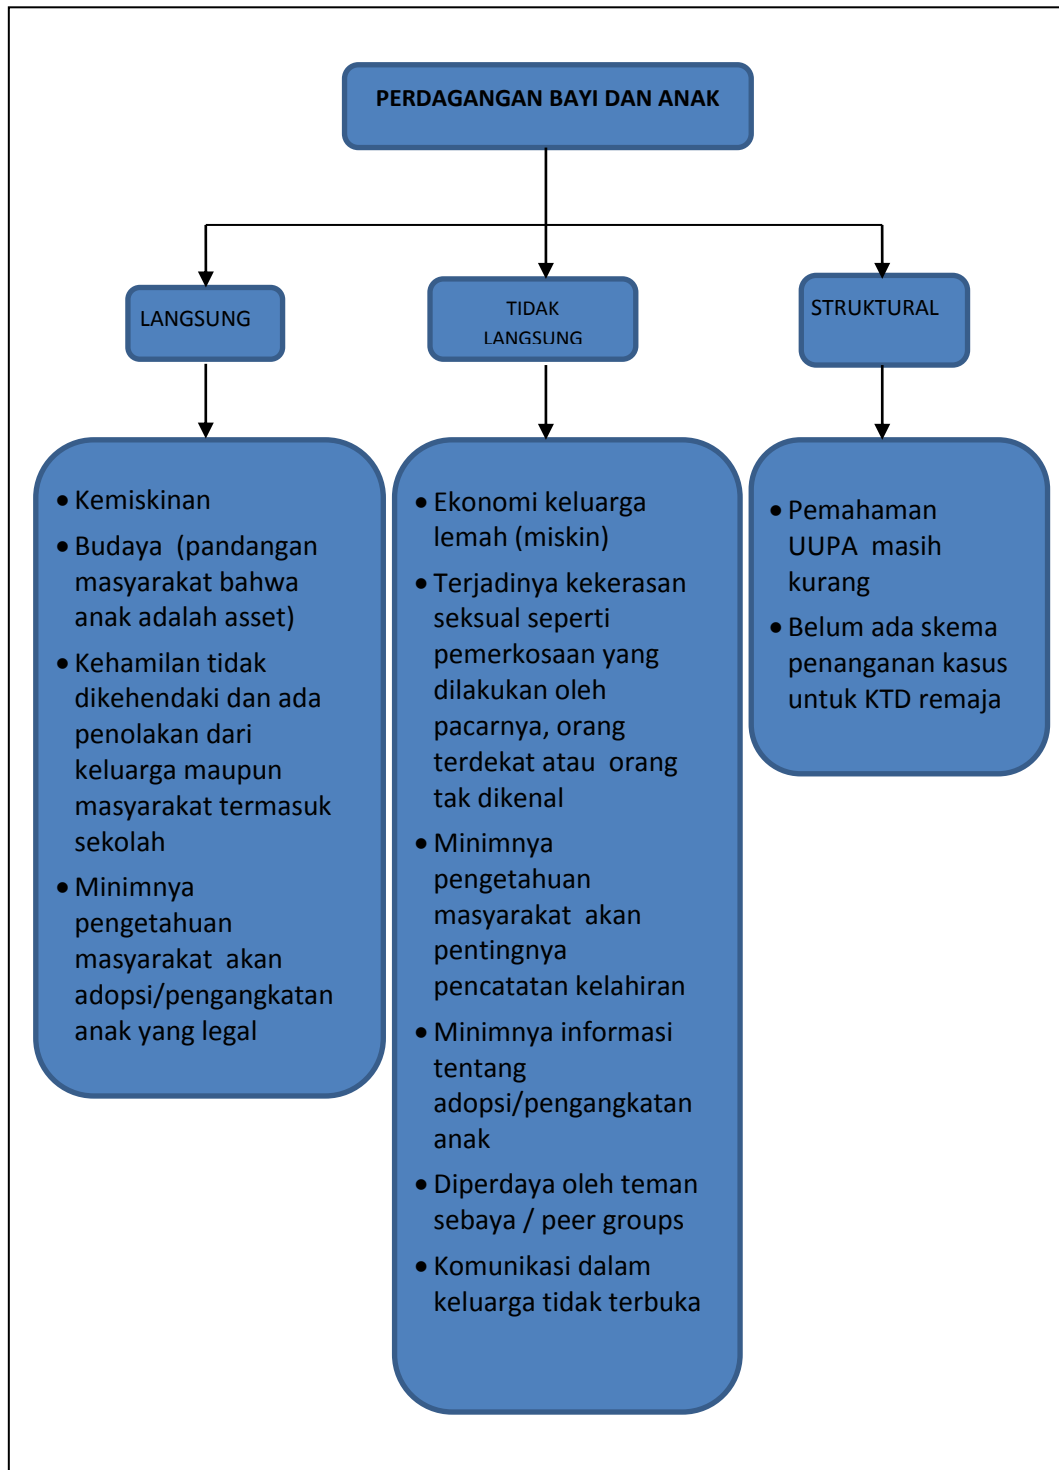 PERDAGANGAN BAYI DAN ANAK
LANGSUNG
TIDAK
LANGSUNG
STRUKTURAL
• Kemiskinan
• Budaya (pandangan
masyarakat bahwa
anak adalah asset)
• Kehamilan tidak
dikehendaki dan ada
penolakan dari
keluarga maupun
masyarakat termasuk
sekolah
• Minimnya
pengetahuan
masyarakat akan
adopsi/pengangkatan
anak yang legal
• Ekonomi keluarga
lemah (miskin)
• Terjadinya kekerasan
seksual seperti
pemerkosaan yang
dilakukan oleh
pacarnya, orang
terdekat atau orang
tak dikenal
• Minimnya
pengetahuan
masyarakat akan
pentingnya
pencatatan kelahiran
• Minimnya informasi
tentang
adopsi/pengangkatan
anak
• Diperdaya oleh teman
sebaya / peer groups
• Komunikasi dalam
keluarga tidak terbuka
• Pemahaman
UUPA masih
kurang
• Belum ada skema
penanganan kasus
untuk KTD remaja